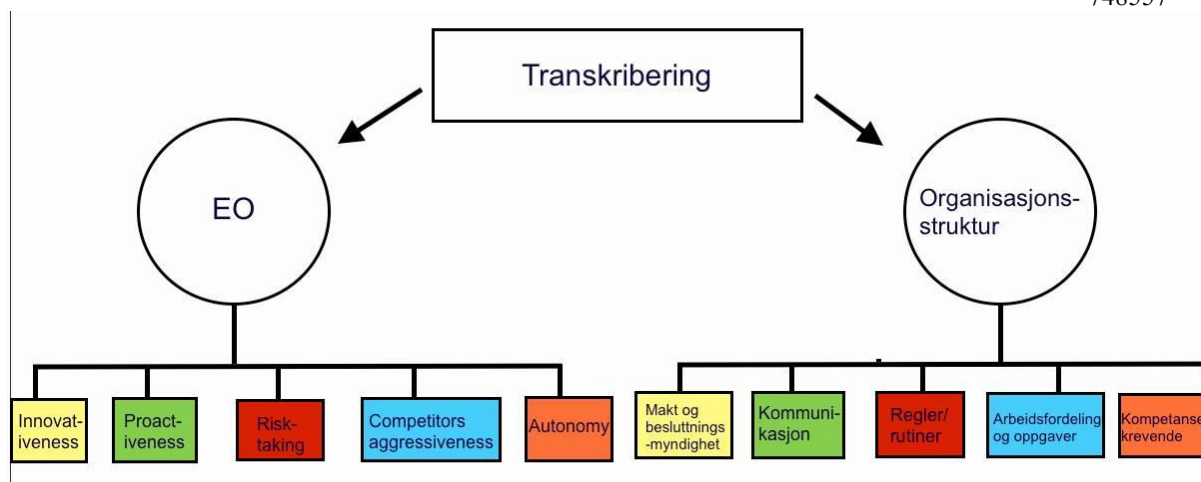 Transkribering
EO
Organisasjons-
struktur
Innovat-
iveness
Proact-
iveness
Risk-
taking
Competitors
aggressiveness
Autonomy
Makt og
besluttnings
-myndighet
Kommuni-
kasjon
Regler/
rutiner
Arbeidsfordeling
og oppgaver
Kompetanse
krevende